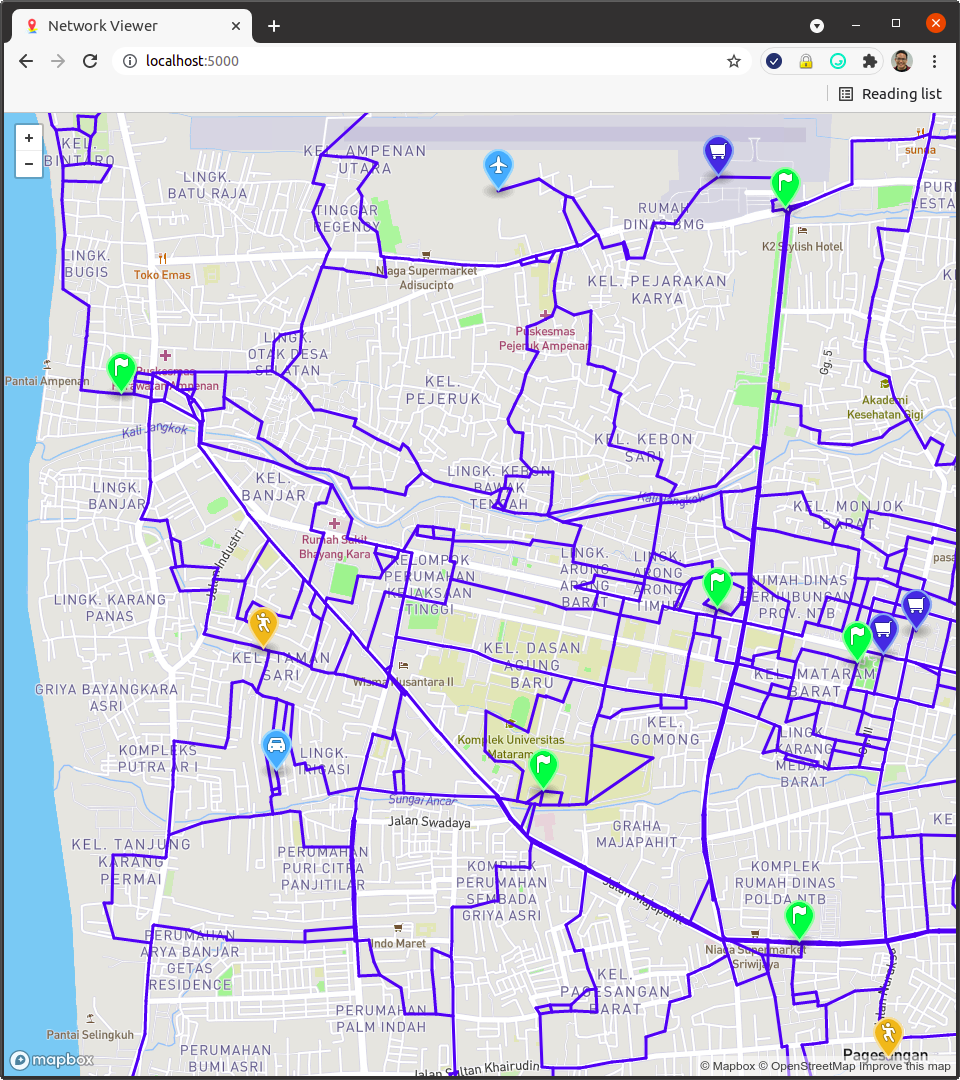 Network Viewer
localhost:5000
Reading list
+
−
KEL.
BINTARO
KEL. AMPENAN
UTARA
sunda
LINGK.
BATU RAJA
TINGGAR
REGENCY
RUMAH
DINAS BMG
K2 Stylish Hotel
LINGK.
BUGIS
Toko Emas
Niaga Supermarket
Adisucipto
KEL. PEJARAKAN
KARYA
Puskesmas
Pejeruk Ampenan
LINGK.
OTAK DESA
SELATAN
Gg. 5
Pantai Ampenan
Puskesmas
KEL.
PEJERUK
Akademi
Kesehatan Gigi
Kali Jangkok
KEL. KEBON
SARI
LINGK. KEBON
BAWAK
TENGAH
Kali Jangkok
KEL.
BANJAR
LINGK.
BANJAR
KEL. MONJOK
BARAT
Rumah Sakit
Bhayang Kara
Jalan Industri
KELOMPOK
PERUMAHAN
KEJAKSAAN
TINGGI
LINGK.
ARONG
ARONG
BARAT
LINGK.
ARONG
ARONG
TIMUR
RUMAH DINAS
PERHUBUNGAN
PROV. NTB
LINGK. KARANG
PANAS
KEL. TAMAN
SARI
KEL. DASAN
AGUNG
BARU
Wisma Nusantara II
KEL. MATARAM
BARAT
GRIYA BAYANGKARA
ASRI
KEL.
GOMONG
Komplek Universitas
Mataram
LINGK.
KARANG
MEDAIN
BARAT
KOMPLEKS
PUTRA AR I
LINGK.
IRIGASI
Sungai Ancar
Jalan Swadaya
GRAHA
MAJAPAHIT
KEL. TANJUNG
KARANG
PERMAI
PERUMAHAN
PURI CITRA
PANJITILAR
KOMPLEK
PERUMAHAN
SEMBADA
GRIYA ASRI
KOMPLEK
RUMAH DINAS
POLDA NTB
Jalan Majapahit
PERUMAHAN
ARYA BANJAR
GETAS
RESIDENCE
Indo Maret
Niaga Supermarket
Sriwijaya
KEL.
PAGESANGAN
BARAT
PERUMAHAN
PALM INDAH
Pantai Selingkuh
PERUMAHAN
BUMI ASRI
Jalan Sultan Khairudin
Pagesangan
mapbox
© Mapbox © OpenStreetMap Improve this map